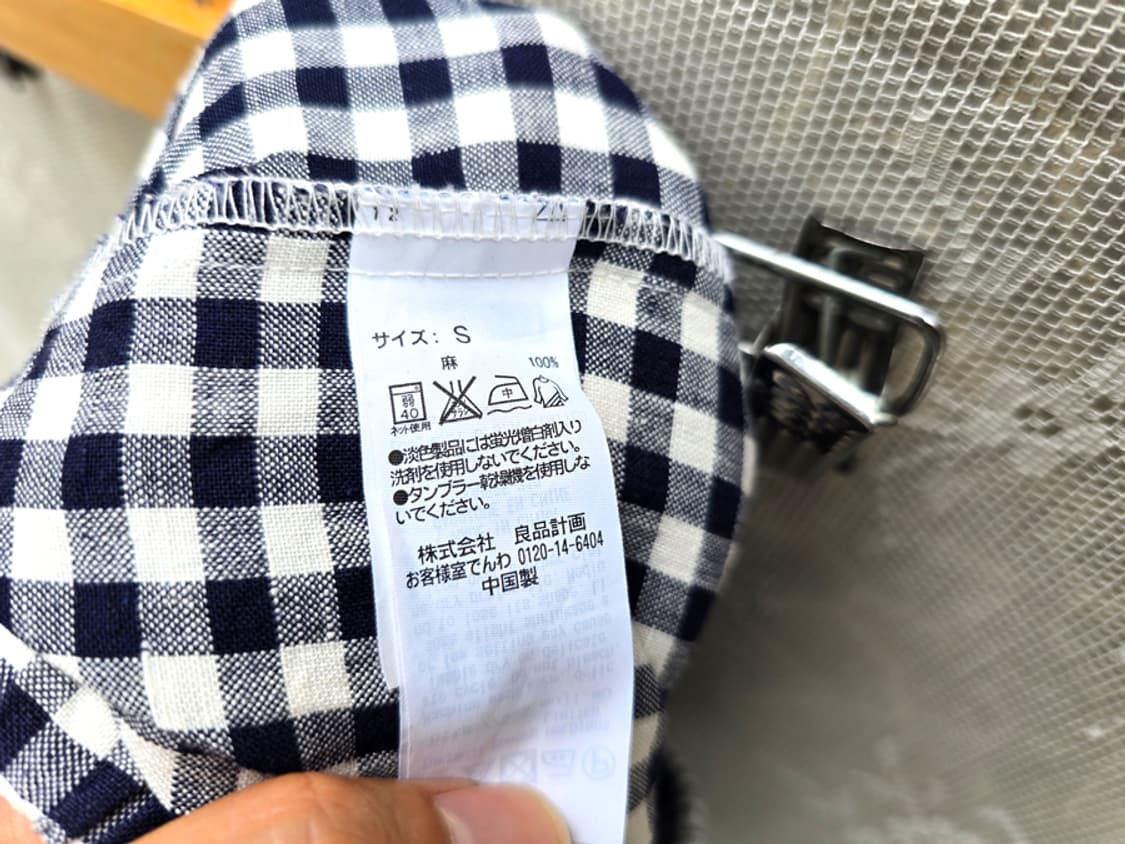 サイズ: S
麻 100%
弱
40
ネット使用
中
●淡色製品には蛍光増白剤入り
洗剤を使用しないでください。
●タンブラー乾燥機を使用しな
いでください。
株式会社 良品計画
お客様室でんわ 0120-14-6404
中国製